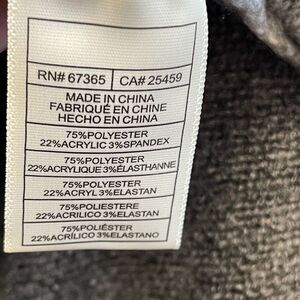 RN# 67365 CA# 25459
MADE IN CHINA
FABRIQUÉ EN CHINE
HECHO EN CHINA
75%POLYESTER
22%ACRYLIC 3%SPANDEX
75%POLYESTER
22%ACRYLIQUE 3%ÉLASTHANNE
75%POLYESTER
22%ACRYL 3%ELASTAN
75%POLIESTERE
22%ACRILICO 3%ELASTAN
75%POLIÉSTER
22%ACRÍLICO 3%ELASTANO